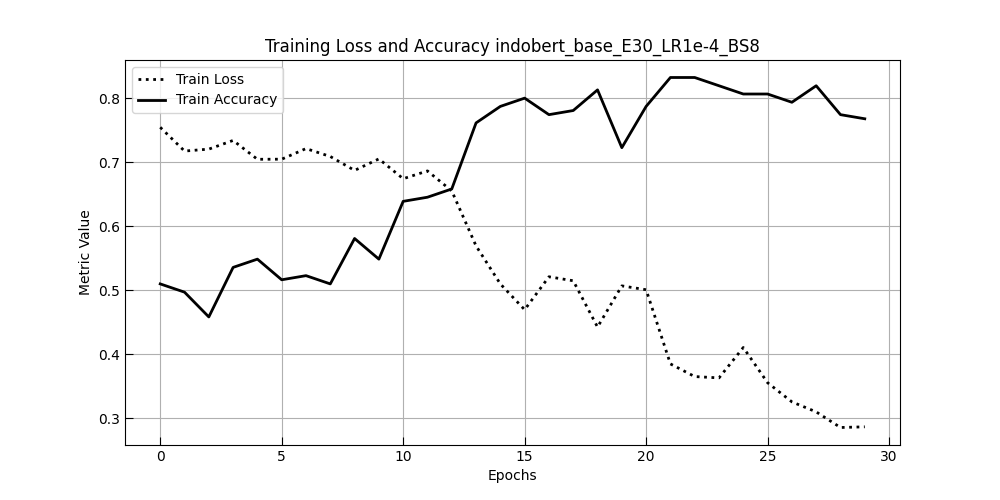 Training Loss and Accuracy indobert_base_E30_LR1e-4_BS8
Train Loss
Train Accuracy
Metric Value
0.8
0.7
0.6
0.5
0.4
0.3
0 5 10 15 20 25 30
Epochs